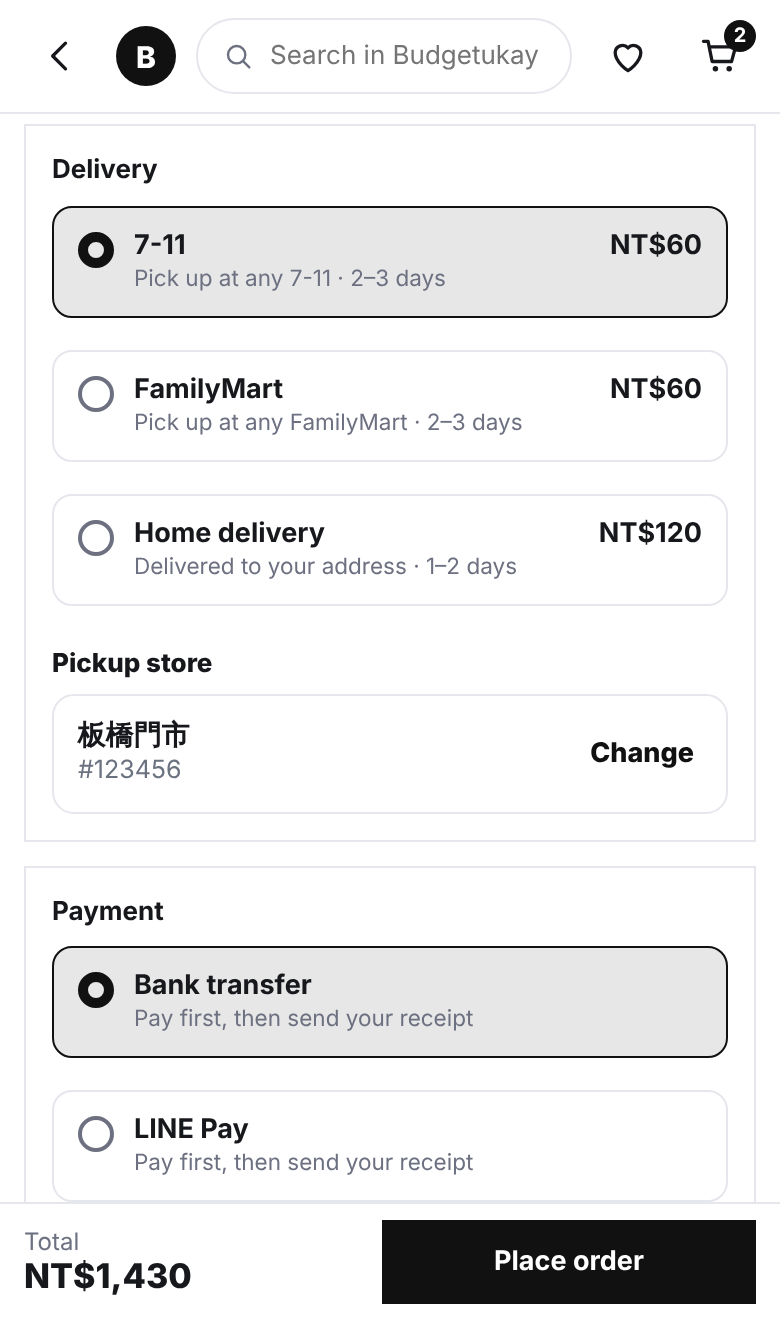 B
Search in Budgetukay
2
Delivery
7-11
NT$60
Pick up at any 7-11 · 2–3 days
FamilyMart
NT$60
Pick up at any FamilyMart · 2–3 days
Home delivery
NT$120
Delivered to your address · 1–2 days
Pickup store
板橋門市
#123456
Change
Payment
Bank transfer
Pay first, then send your receipt
LINE Pay
Pay first, then send your receipt
Total
NT$1,430
Place order